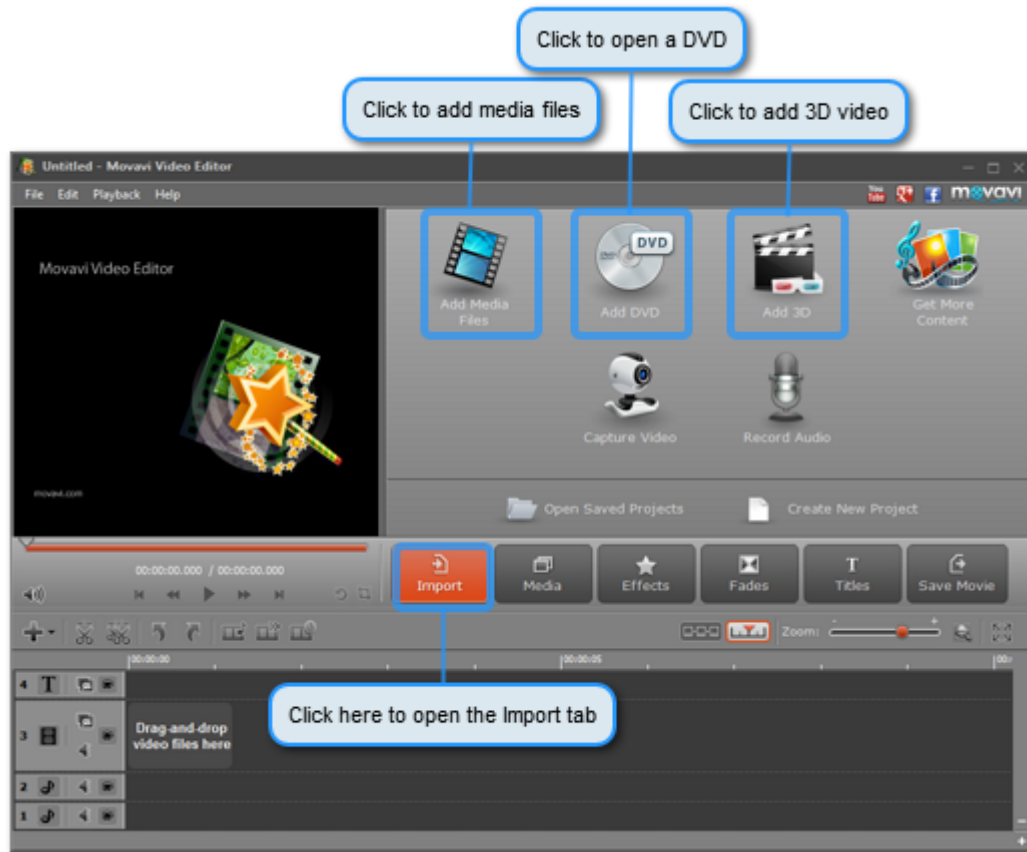 Click to open a DVD
Click to add media files
Click to add 3D video
Untitled - Movavi Video Editor
File Edit Playback Help
You
Tube
movavi
Movavi Video Editor
movavi.com
DVD
Add Media
Files
Add DVD
Add 3D
Get More
Content
Capture Video
Record Audio
Open Saved Projects
Create New Project
00:00:00.000 / 00:00:00.000
Import
Media
Effects
Fades
Titles
Save Movie
Zoom:
00:00:00
00:00:05
4 T
Click here to open the Import tab
3
Drag-and-drop
video files here
2
1